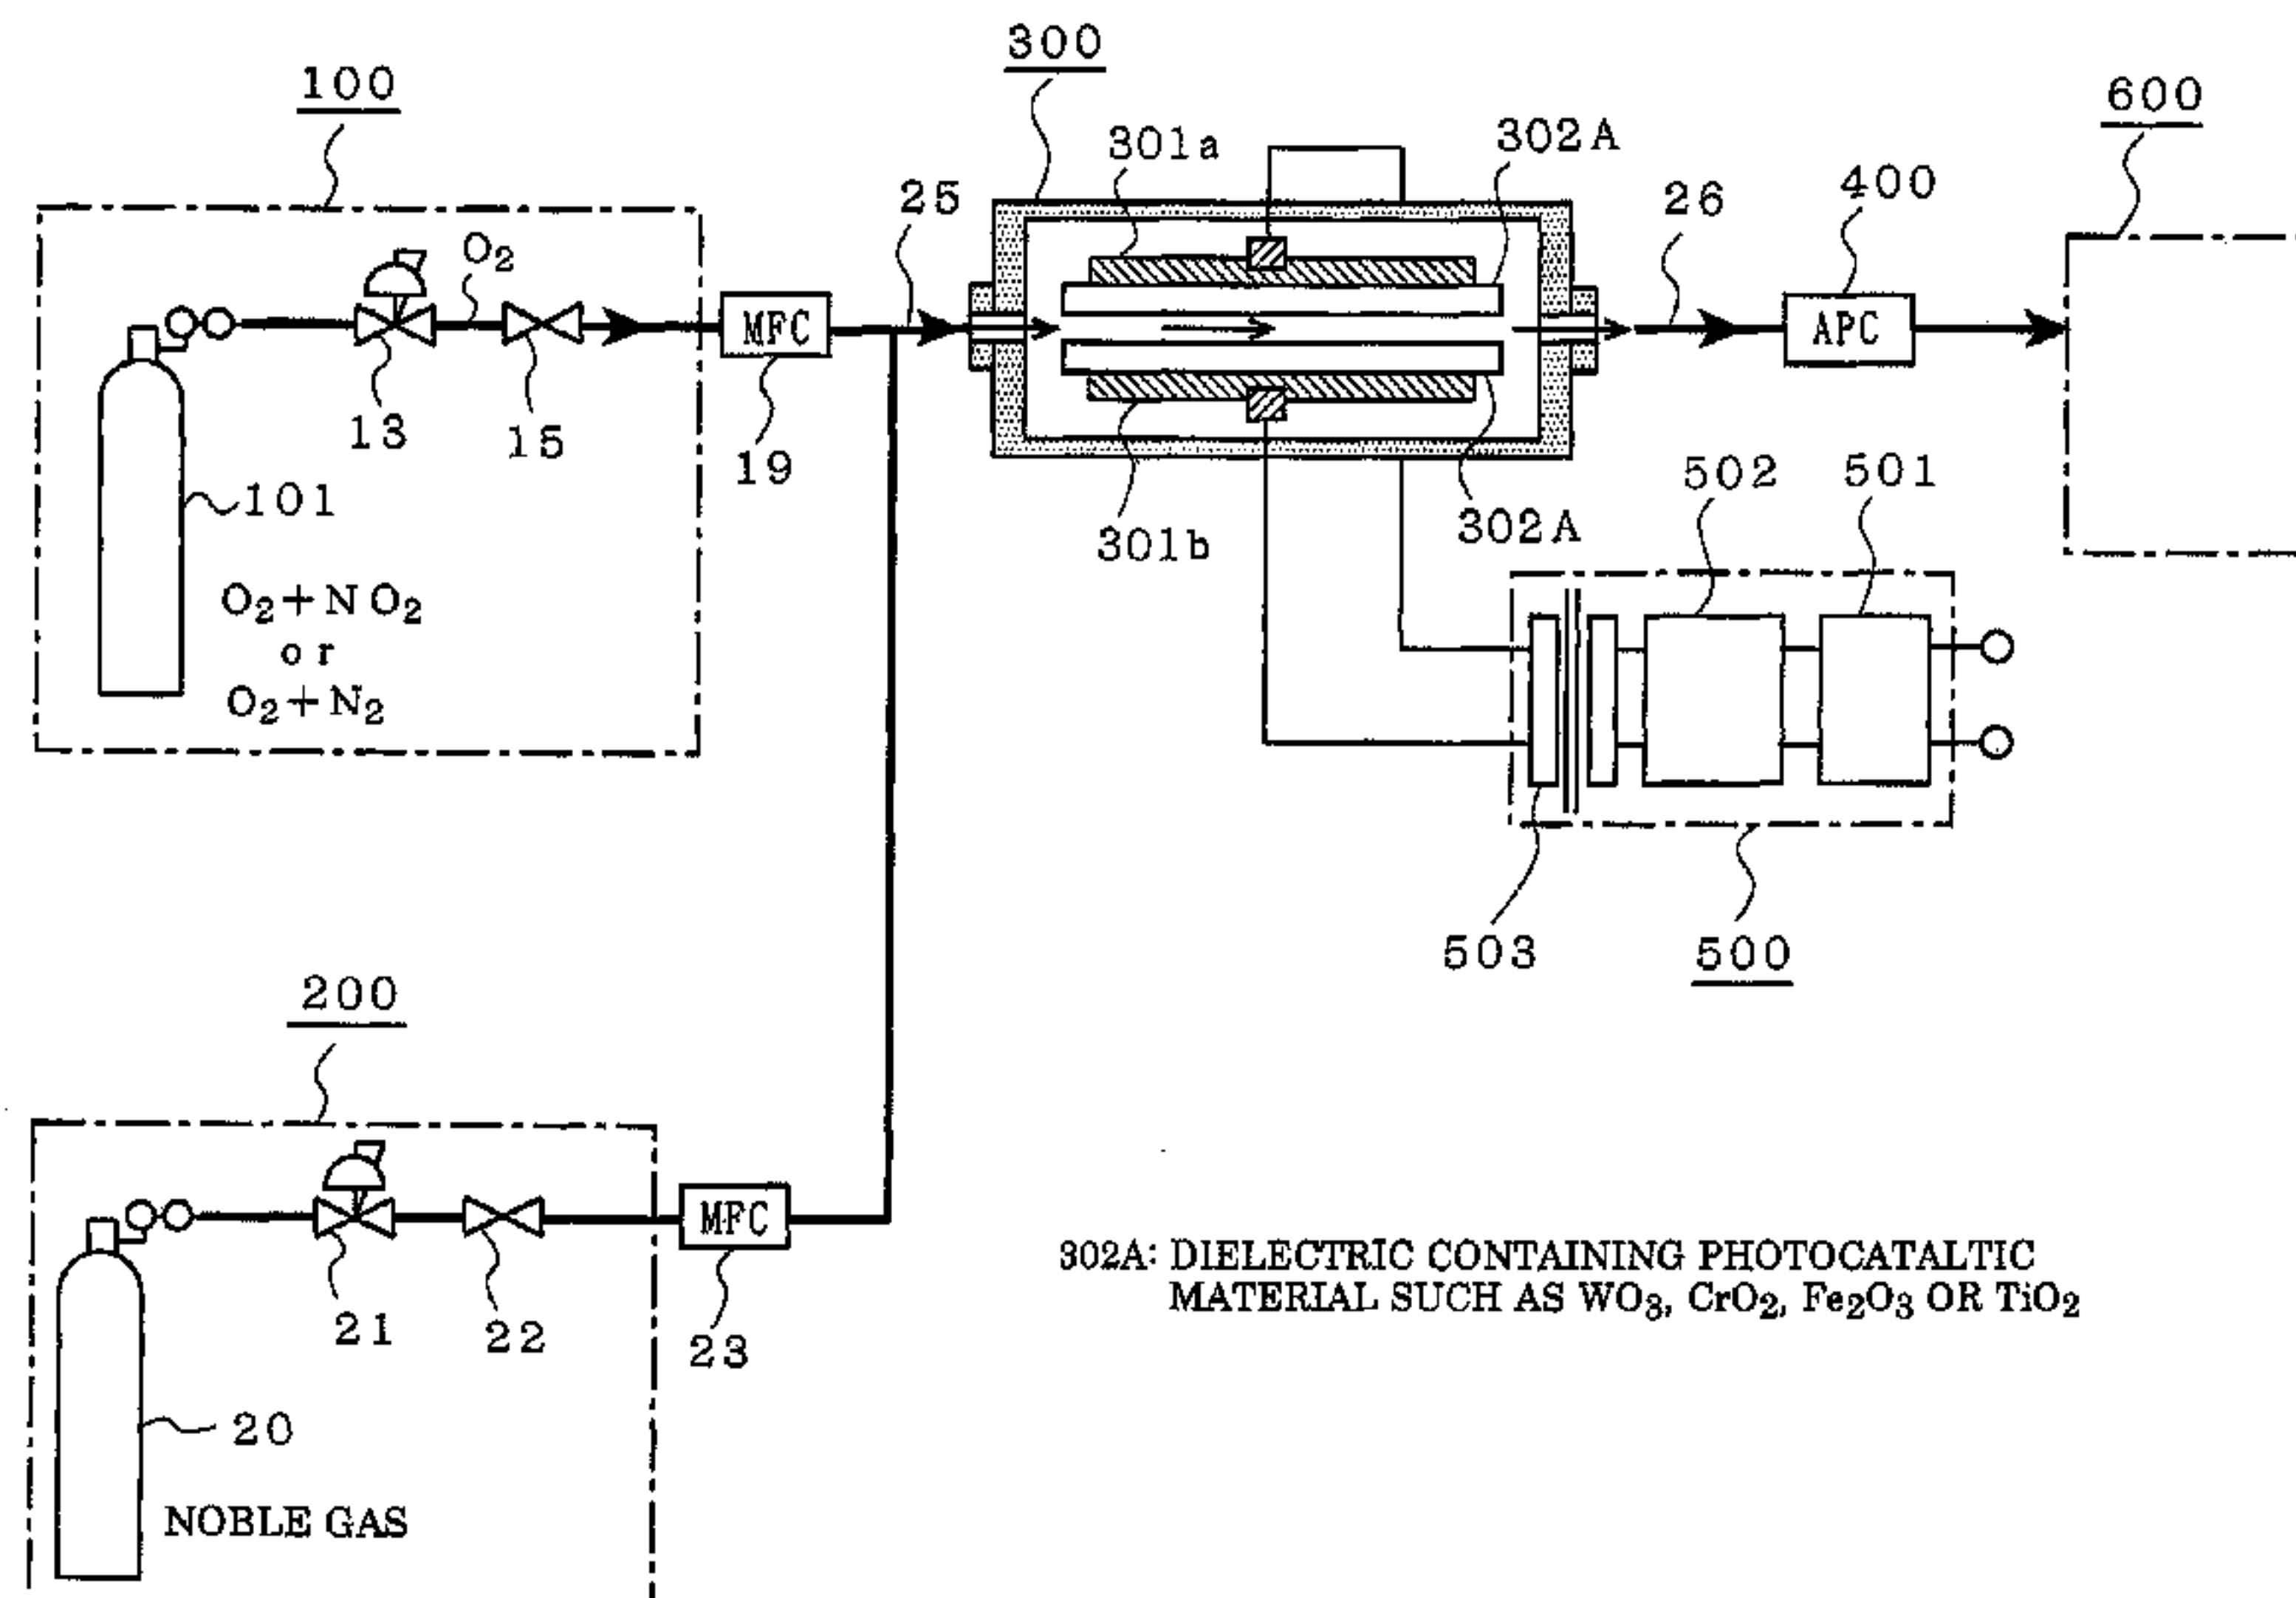 300
100
600
301a
302A
25
26
400
O2
MFC
APC
13
15
19
101
301b
302A
502
501
O2+NO2
or
O2+N2
503
500
200
MFC
21
22
23
20
NOBLE GAS
302A: DIELECTRIC CONTAINING PHOTOCATALTIC
MATERIAL SUCH AS WO3, CrO2, Fe2O3 OR TiO2